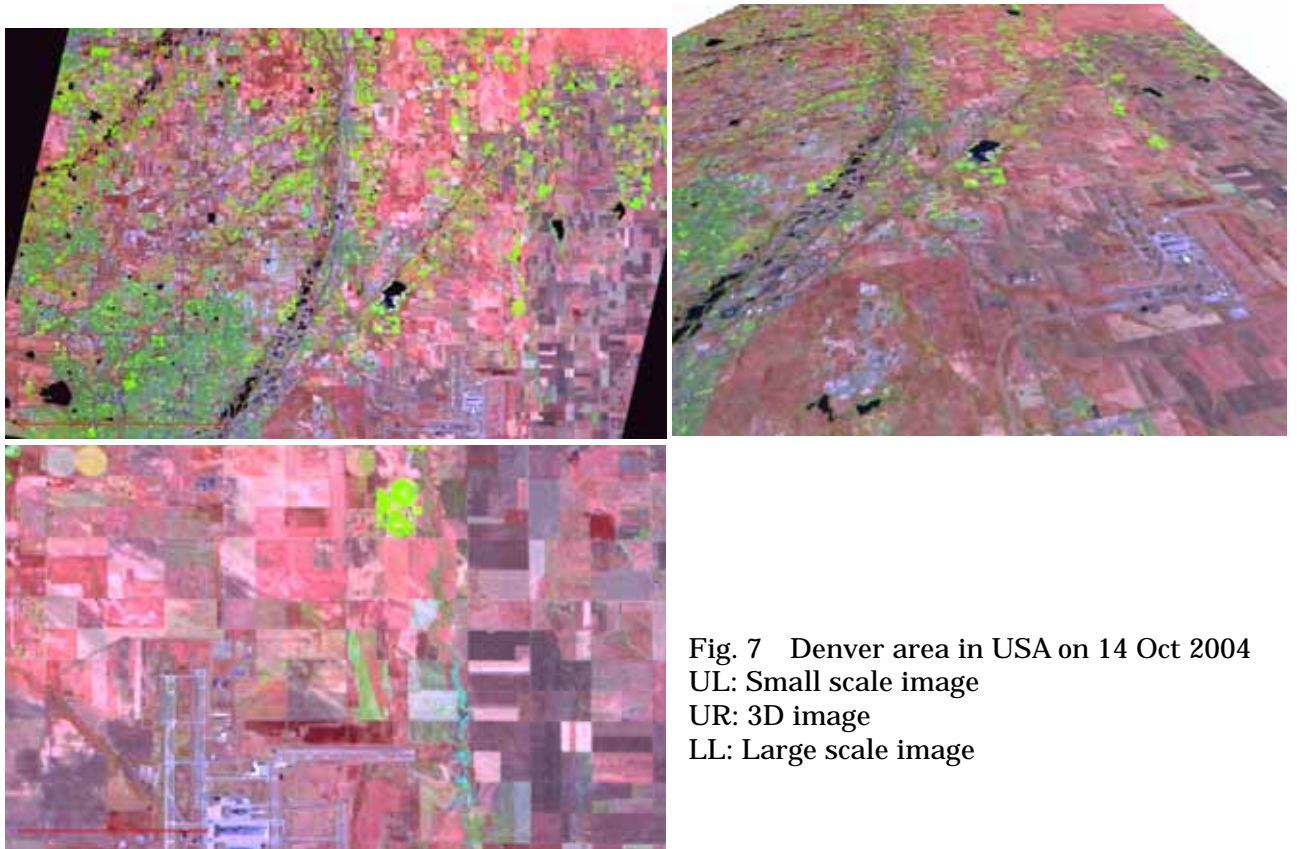 Fig. 7 Denver area in USA on 14 Oct 2004
UL: Small scale image
UR: 3D image
LL: Large scale image